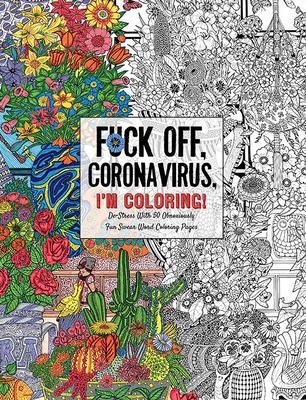 FUCK OFF,
CORONAVIRUS,
I'M COLORING!
De-Stress With 50 Obnoxiously
Fun Swear Word Coloring Pages